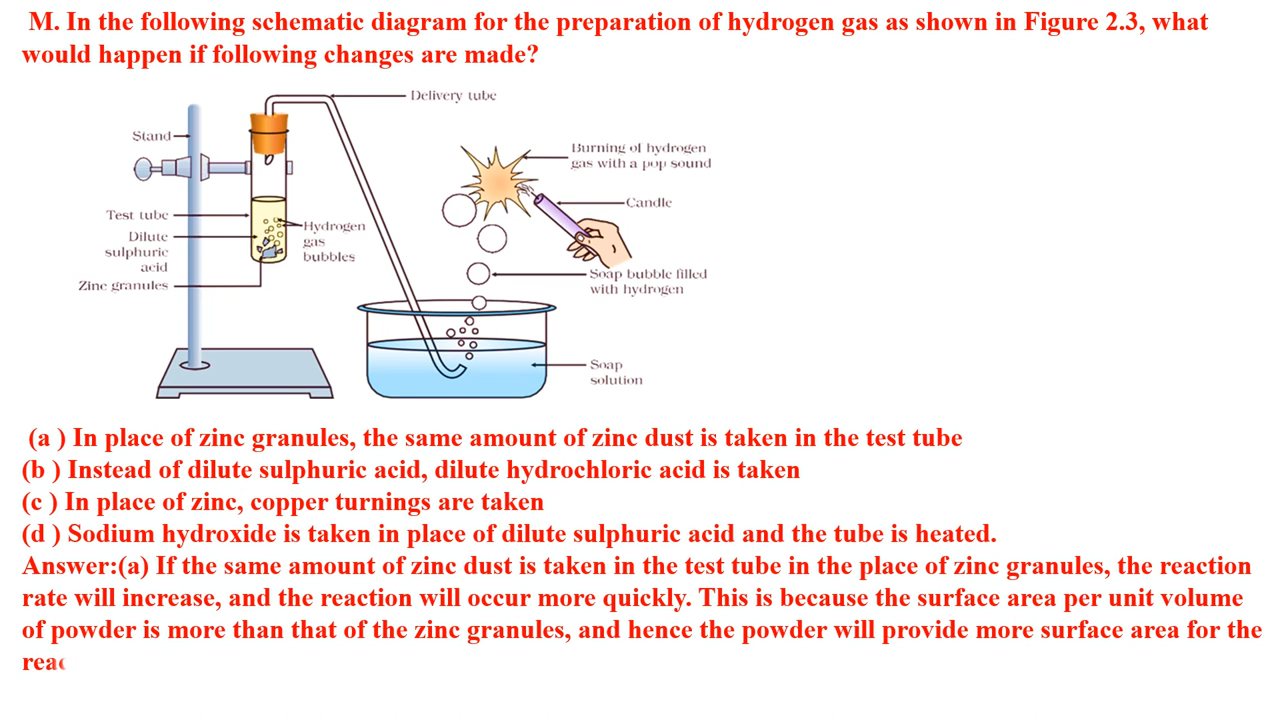 M. In the following schematic diagram for the preparation of hydrogen gas as shown in Figure 2.3, what
would happen if following changes are made?
Delivery tube
Stand
Burning of hydrogen
gas with a pop sound
Candle
Test tube
Hydrogen
gas
bubbles
Dilute
sulphuric
acid
Zinc granules
Soap bubble filled
with hydrogen
Soap
solution
(a ) In place of zinc granules, the same amount of zinc dust is taken in the test tube
(b ) Instead of dilute sulphuric acid, dilute hydrochloric acid is taken
(c ) In place of zinc, copper turnings are taken
(d ) Sodium hydroxide is taken in place of dilute sulphuric acid and the tube is heated.
Answer:(a) If the same amount of zinc dust is taken in the test tube in the place of zinc granules, the reaction
rate will increase, and the reaction will occur more quickly. This is because the surface area per unit volume
of powder is more than that of the zinc granules, and hence the powder will provide more surface area for the